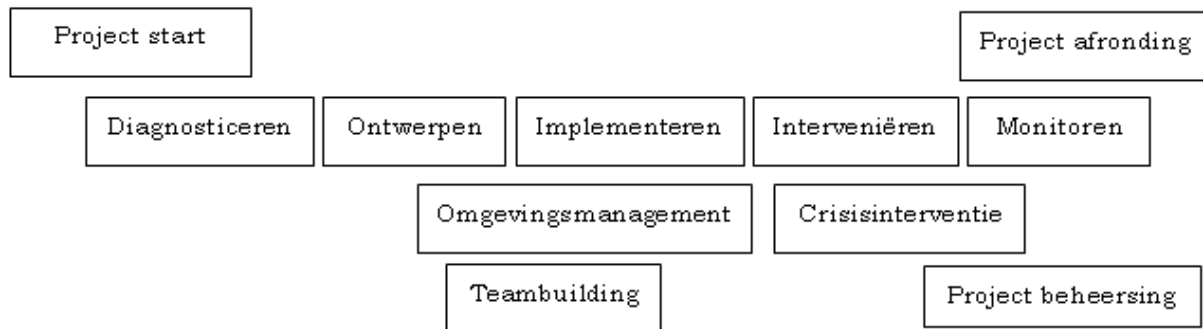 Project start
Project afronding
Diagnosticeren
Ontwerpen
Implementeren
Interveniëren
Monitoren
Omgevingsmanagement
Crisisinterventie
Teambuilding
Project beheersing